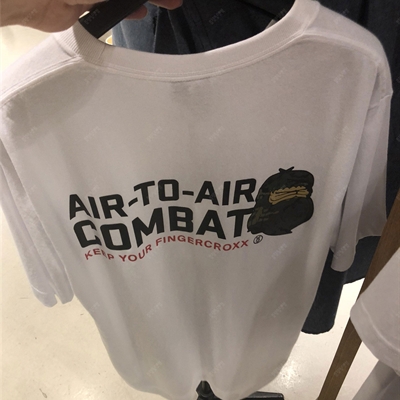 AIR-TO-AIR
COMBAT
KEEP YOUR FINGERCROXX